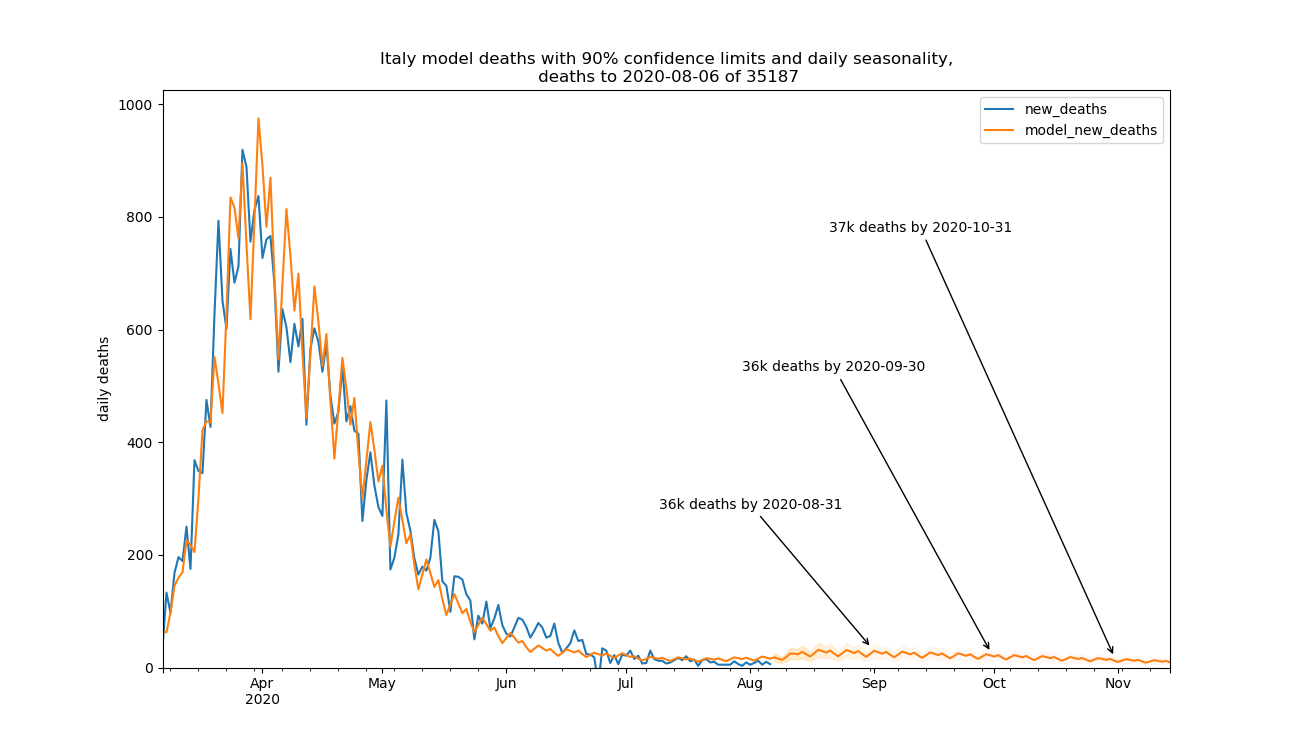 Italy model deaths with 90% confidence limits and daily seasonality,
deaths to 2020-08-06 of 35187
new_deaths
model_new_deaths
daily deaths
1000
800
600
400
200
0
37k deaths by 2020-10-31
36k deaths by 2020-09-30
36k deaths by 2020-08-31
Apr May Jun Jul Aug Sep Oct Nov
2020